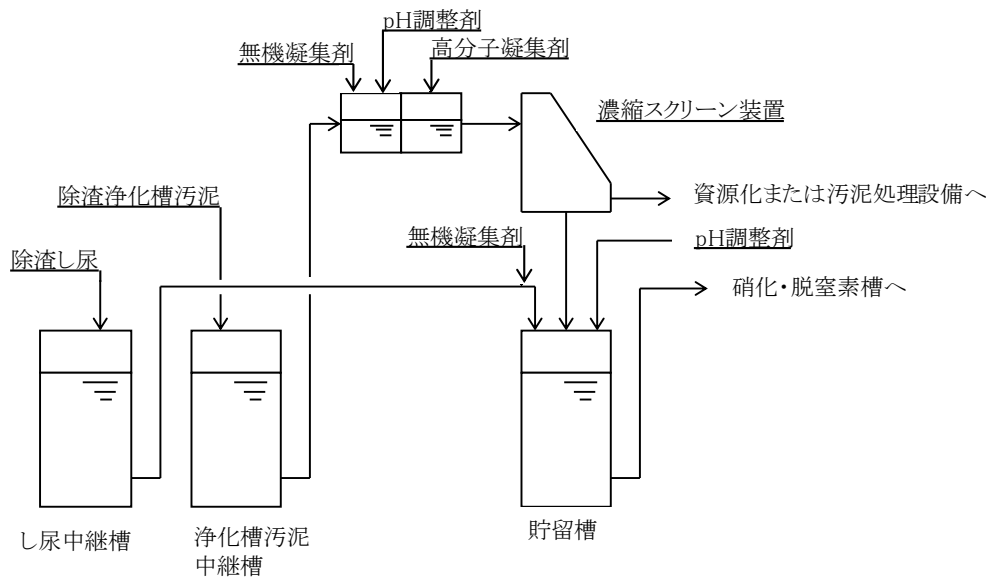 pH調整剤
無機凝集剤
高分子凝集剤
濃縮スクリーン装置
除渣浄化槽汚泥
資源化または汚泥処理設備へ
無機凝集剤
pH調整剤
除渣し尿
硝化・脱窒素槽へ
し尿中継槽
浄化槽汚泥
中継槽
貯留槽